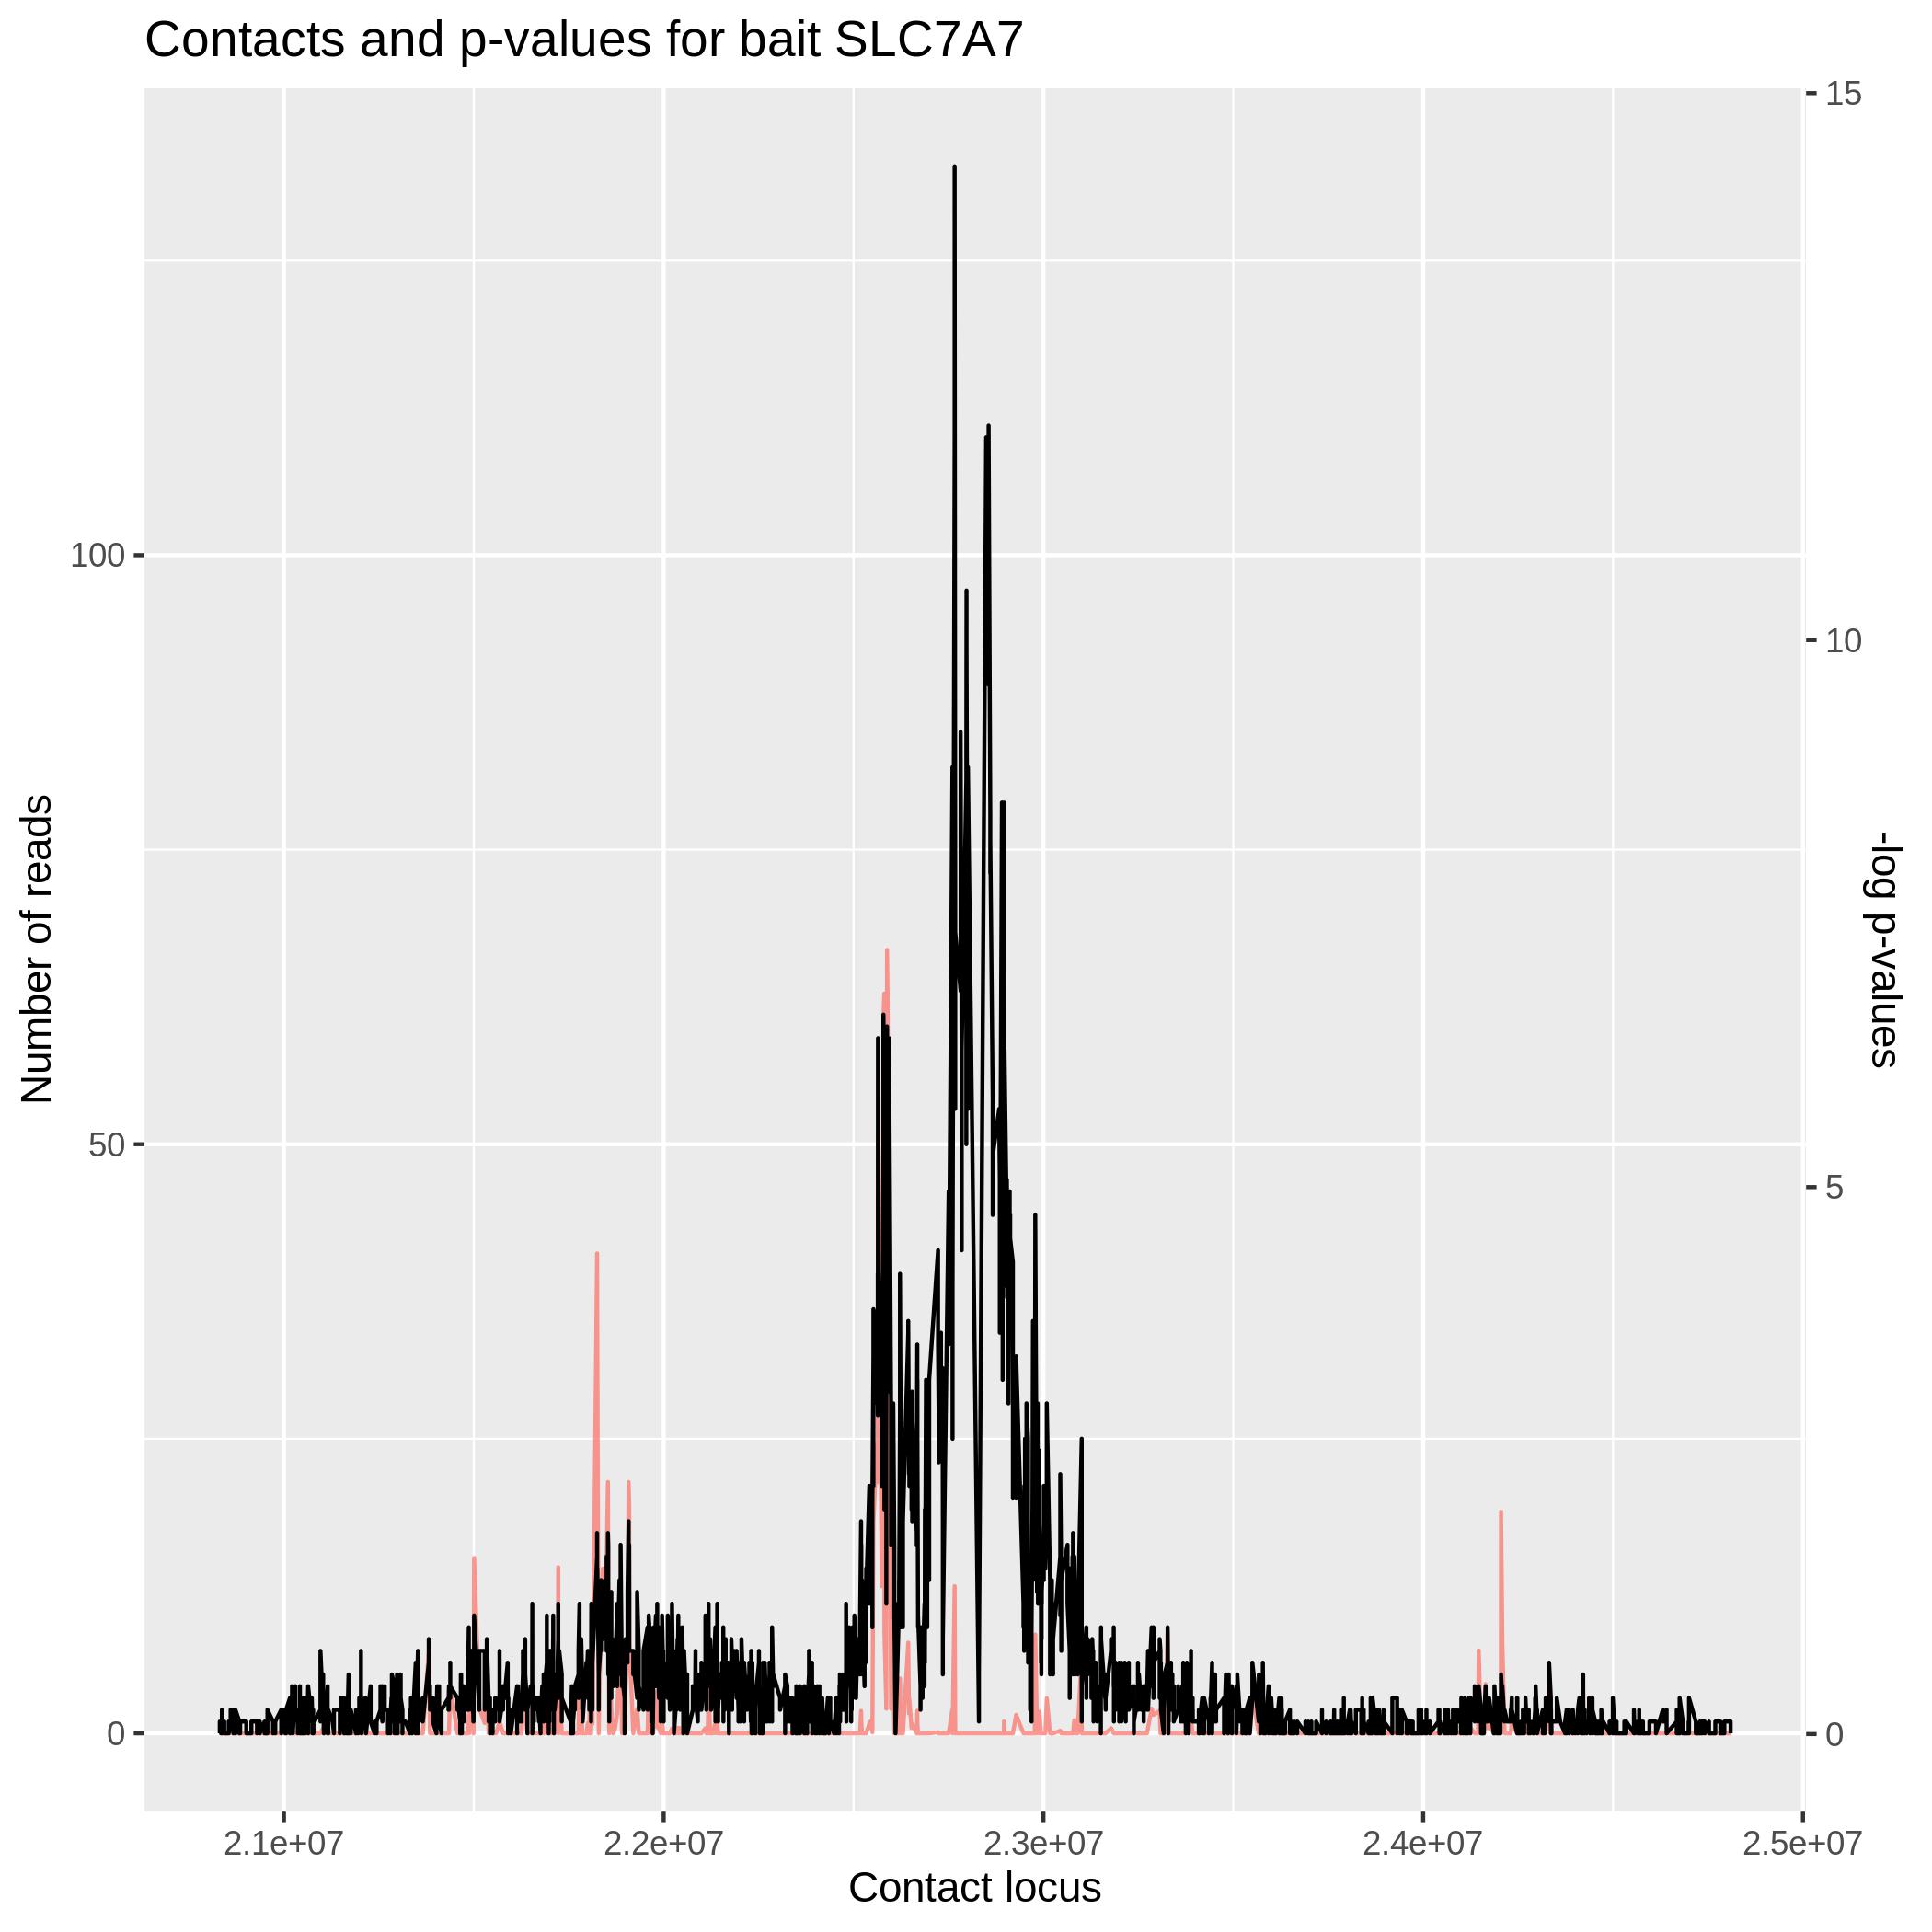 Contacts and p-values for bait SLC7A7
15
100
10
Number of reads
-log p-values
50
5
0
0
2.1e+07
2.2e+07
2.3e+07
2.4e+07
2.5e+07
Contact locus